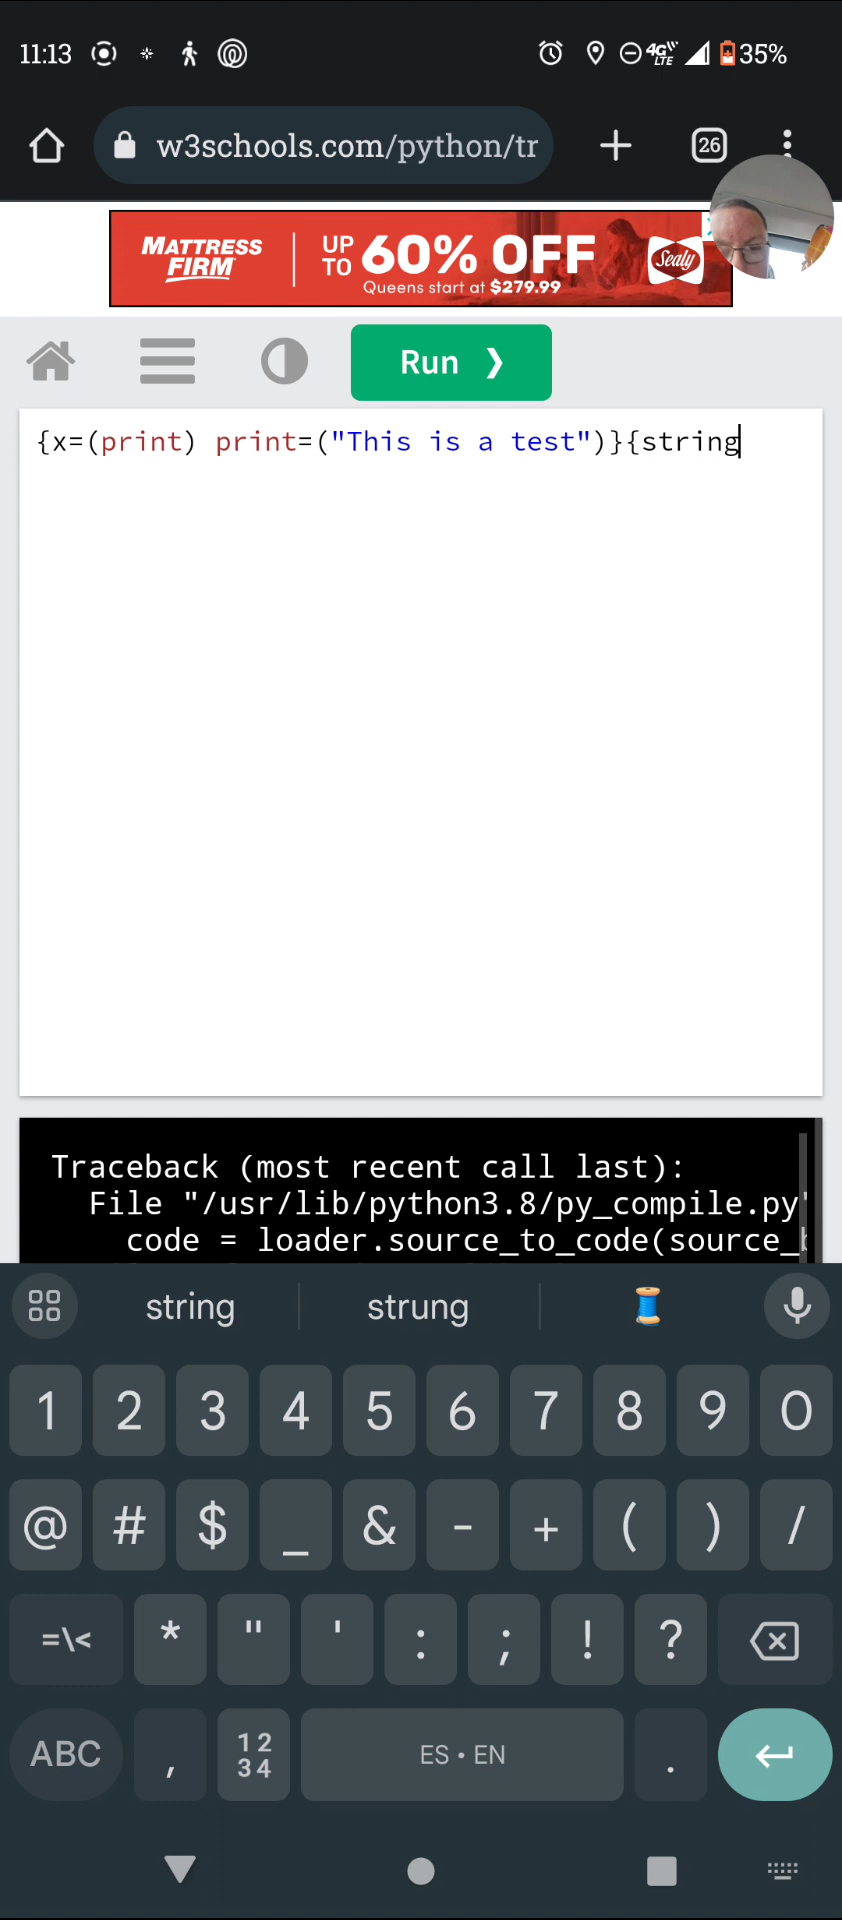 11:13 4G LTE 35%
w3schools.com/python/tr 26
MATTRESS FIRM UP TO 60% OFF Sealy
Queens start at $279.99
Run ❯
{x=(print) print=("This is a test")}{string
Traceback (most recent call last):
File "/usr/lib/python3.8/py_compile.py'
code = loader.source_to_code(source_b
string strung
1 2 3 4 5 6 7 8 9 0
@ # $ _ & - + ( ) /
=\< * " ' : ; ! ?
ABC , 12 34 ES • EN .